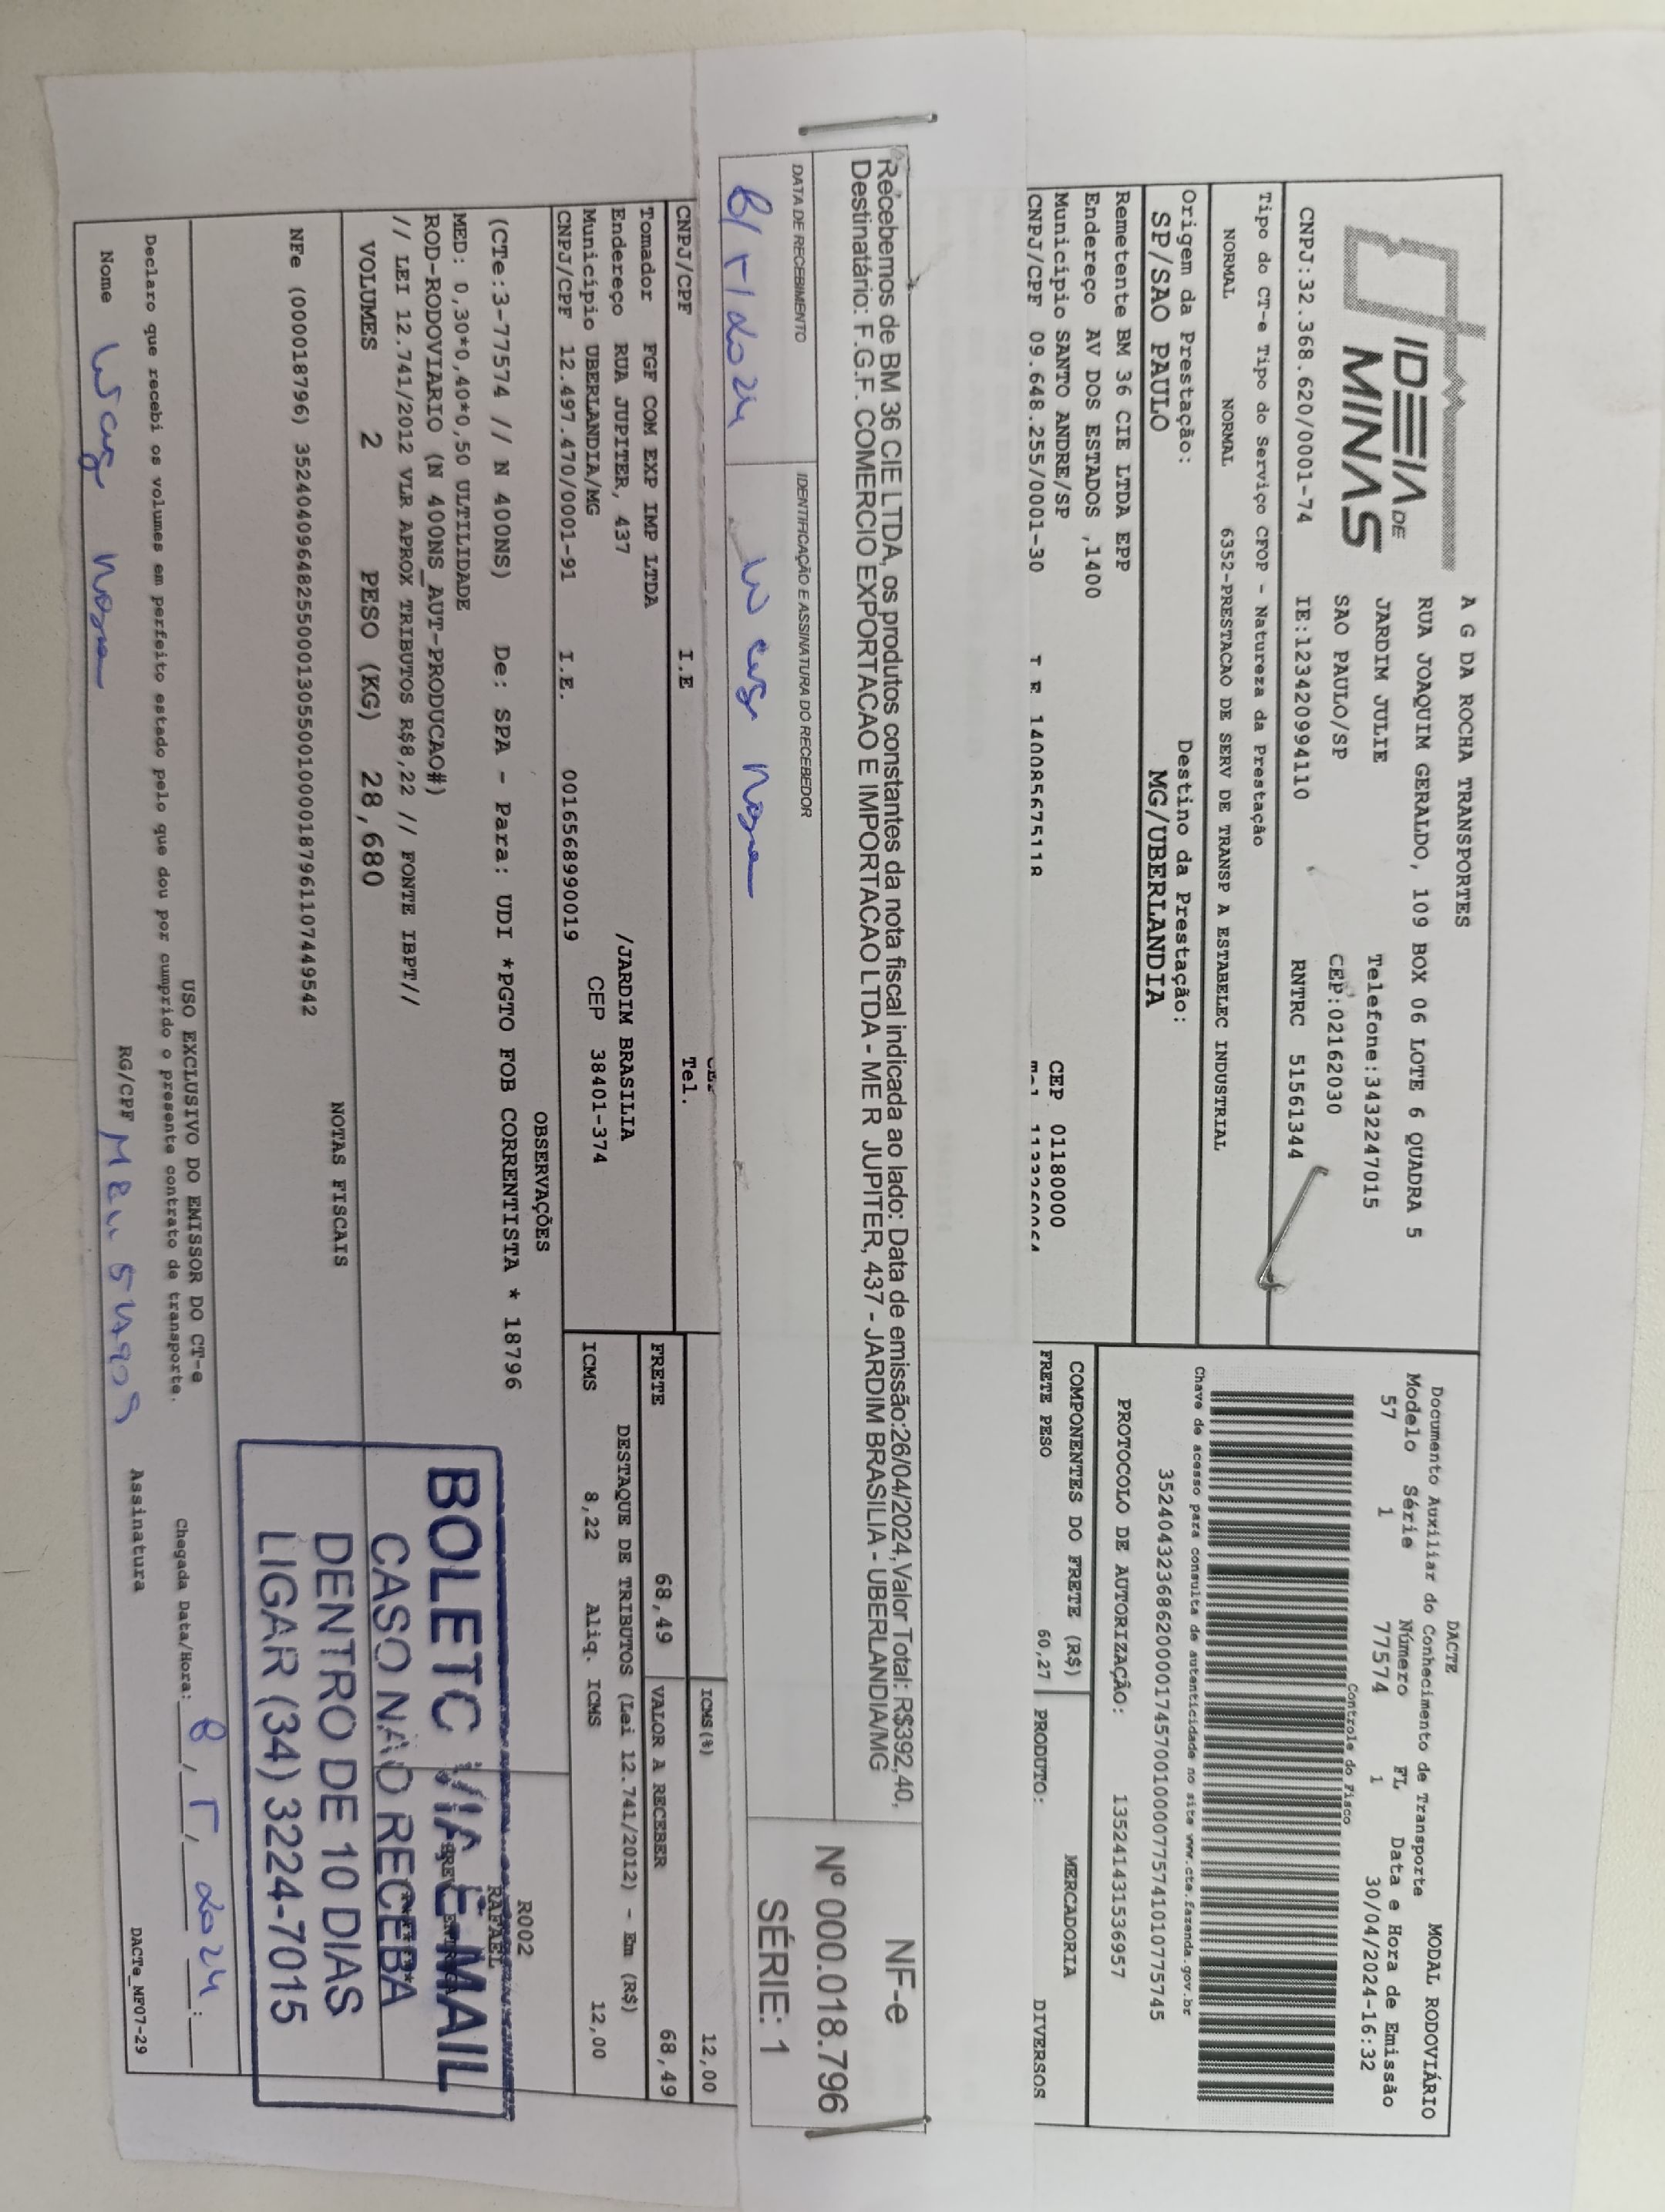 IDEIA DE
MINAS
A G DA ROCHA TRANSPORTES
RUA JOAQUIM GERALDO, 109 BOX 06 LOTE 6 QUADRA 5
JARDIM JULIE Telefone:3432247015
SAO PAULO/SP CEP:02162030
CNPJ:32.368.620/0001-74 IE:123420994110 RNTRC 51561344
Tipo do CT-e Tipo do Serviço CFOP - Natureza da Prestação
NORMAL NORMAL 6352-PRESTACAO DE SERV DE TRANSP A ESTABELEC INDUSTRIAL
Origem da Prestação: Destino da Prestação:
SP/SAO PAULO MG/UBERLANDIA
Remetente BM 36 CIE LTDA EPP
Endereço AV DOS ESTADOS ,1400
Município SANTO ANDRE/SP CEP 01180000
CNPJ/CPF 09.648.255/0001-30 I E 140085675118
DACTE MODAL RODOVIÁRIO
Documento Auxiliar do Conhecimento de Transporte
Modelo Série Número FL Data e Hora de Emissão
57 1 77574 1 30/04/2024-16:32
Controle do Fisco
Chave de acesso para consulta de autenticidade no site www.cte.fazenda.gov.br
35240432368620000174570010000775741010775745
PROTOCOLO DE AUTORIZAÇÃO: 135241431536957
COMPONENTES DO FRETE (R$) MERCADORIA
FRETE PESO 60,27 PRODUTO: DIVERSOS
Recebemos de BM 36 CIE LTDA, os produtos constantes da nota fiscal indicada ao lado: Data de emissão:26/04/2024,Valor Total: R$392,40,
Destinatário: F.G.F. COMERCIO EXPORTACAO E IMPORTACAO LTDA - ME R JUPITER, 437 - JARDIM BRASILIA - UBERLANDIA/MG
DATA DE RECEBIMENTO IDENTIFICAÇÃO E ASSINATURA DO RECEBEDOR
NF-e
Nº 000.018.796
SÉRIE: 1
CNPJ/CPF I.E Tel.
ICMS(%) 12,00
Tomador FGF COM EXP IMP LTDA
Endereço RUA JUPITER, 437 /JARDIM BRASILIA
Município UBERLANDIA/MG CEP 38401-374
CNPJ/CPF 12.497.470/0001-91 I.E. 0016568990019
FRETE 68,49 VALOR A RECEBER 68,49
DESTAQUE DE TRIBUTOS (Lei 12.741/2012) - Em (R$)
ICMS 8,22 Aliq. ICMS 12,00
OBSERVAÇÕES
(CTe:3-77574 // N 400NS) De: SPA - Para: UDI *PGTO FOB CORRENTISTA * 18796
MED: 0,30*0,40*0,50 ULTILIDADE
ROD-RODOVIARIO (N 400NS_AUT-PRODUCAO#)
// LEI 12.741/2012 VLR APROX TRIBUTOS R$8,22 // FONTE IBPT//
R002
RAFAEL
VOLUMES 2 PESO (KG) 28,680
NOTAS FISCAIS
NFe (000018796) 35240409648255000130550010000187961107449542
BOLETO VIA E-MAIL
CASO NÃO RECEBA
DENTRO DE 10 DIAS
LIGAR (34) 3224-7015
USO EXCLUSIVO DO EMISSOR DO CT-e
Declaro que recebi os volumes em perfeito estado pelo que dou por cumprido o presente contrato de transporte.
Chegada Data/Hora: 8 / 5 / 2024 :
Nome RG/CPF Assinatura
DACTe_MF07-29